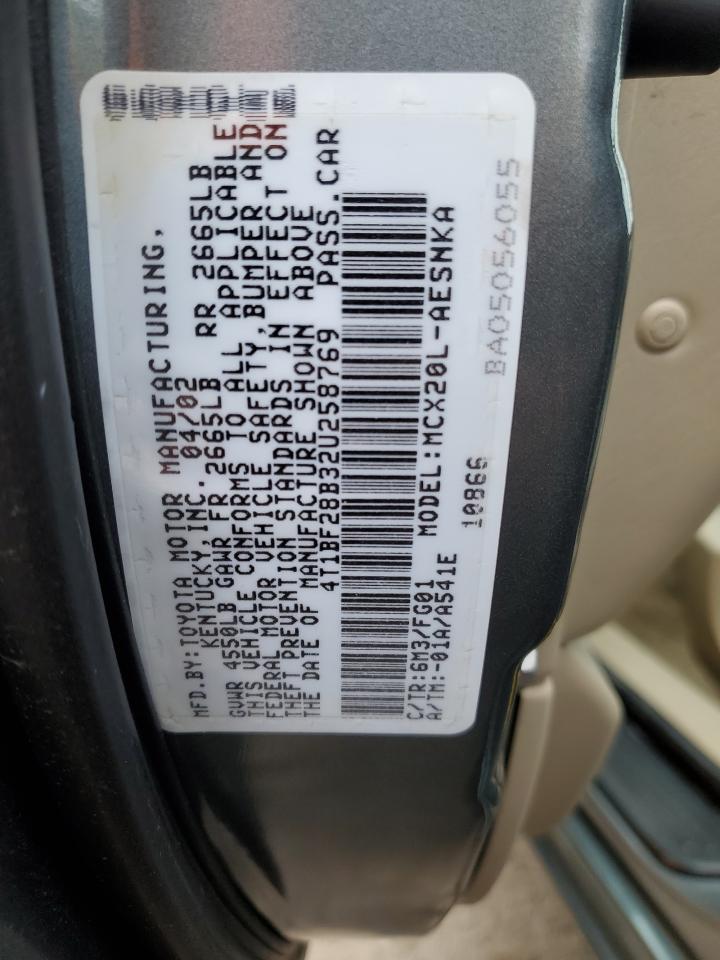 MFD.BY:TOYOTA MOTOR MANUFACTURING,
KENTUCKY,INC. 04/02
GVWR 4550LB GAWR FR 2665LB RR 2665LB
THIS VEHICLE CONFORMS TO ALL APPLICABLE
FEDERAL MOTOR VEHICLE SAFETY,BUMPER AND
THEFT PREVENTION STANDARDS IN EFFECT ON
THE DATE OF MANUFACTURE SHOWN ABOVE
4T1BF28B32U258769 PASS.CAR
C/TR:6M3/FG01 MODEL:MCX20L-AESNKA
A/TM:-01A/A541E 10866
BA05056055